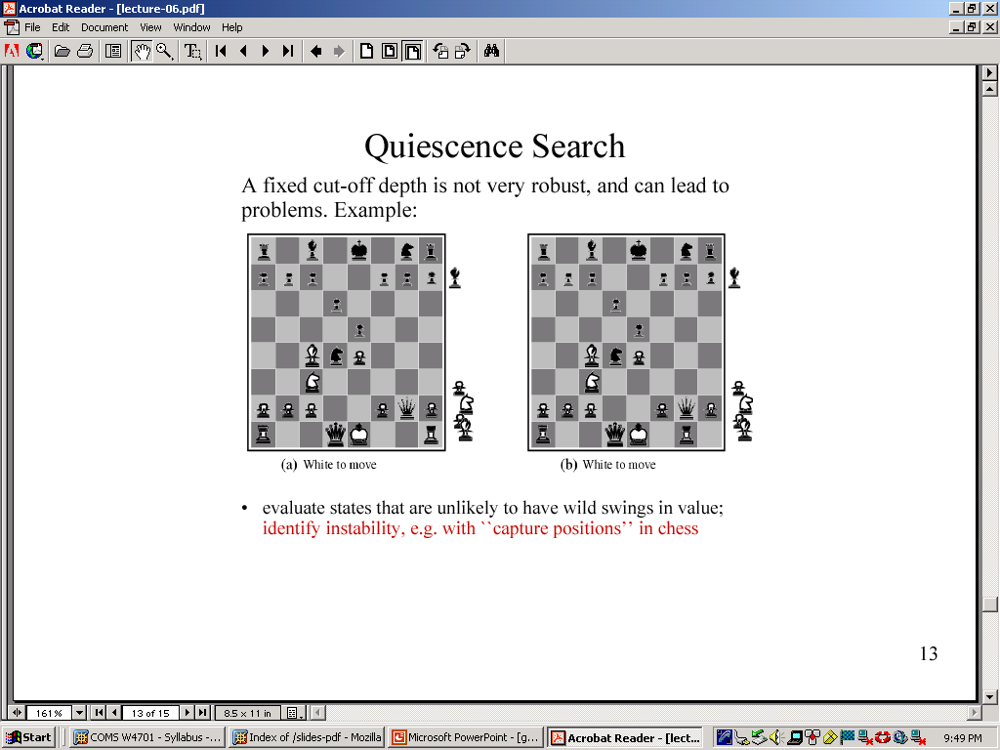 Acrobat Reader - [lecture-06.pdf]
File Edit Document View Window Help
Quiescence Search
A fixed cut-off depth is not very robust, and can lead to
problems. Example:
(a) White to move
(b) White to move
• evaluate states that are unlikely to have wild swings in value;
identify instability, e.g. with ``capture positions’’ in chess
13
161% 13 of 15 8.5 x 11 in
Start COMS W4701 - Syllabus -... Index of /slides-pdf - Mozilla Microsoft PowerPoint - [g... Acrobat Reader - [lect... 9:49 PM